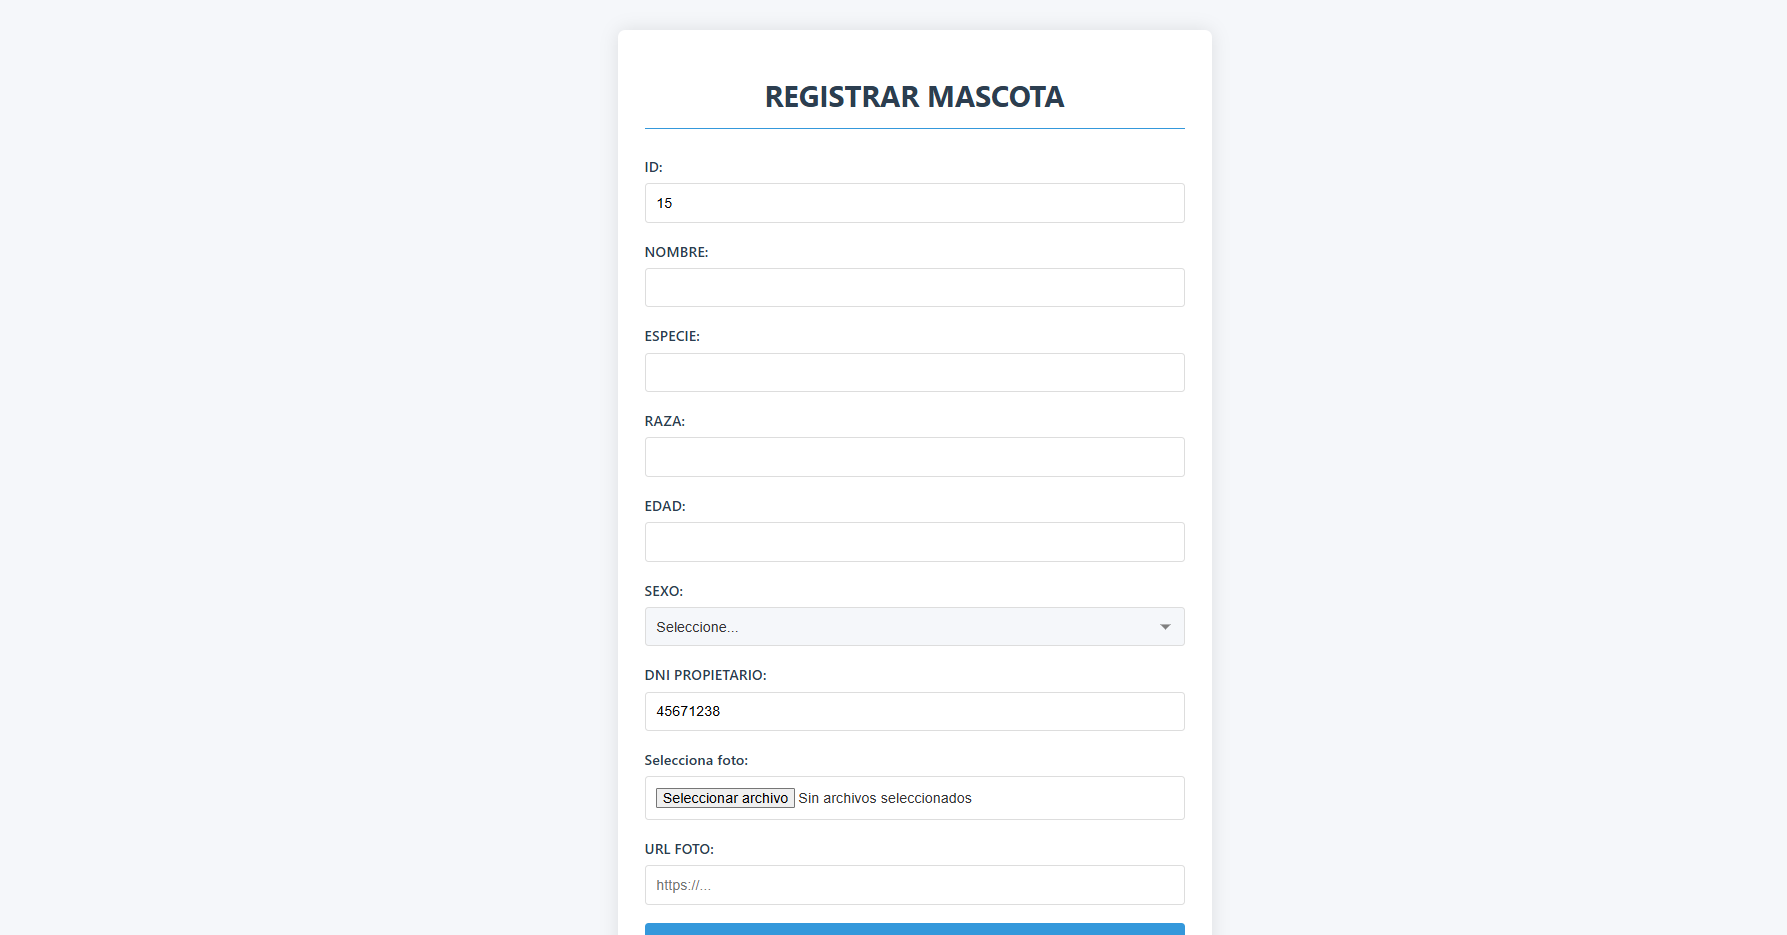 REGISTRAR MASCOTA
ID:
15
NOMBRE:
ESPECIE:
RAZA:
EDAD:
SEXO:
Seleccione...
DNI PROPIETARIO:
45671238
Selecciona foto:
Seleccionar archivo Sin archivos seleccionados
URL FOTO:
https://...